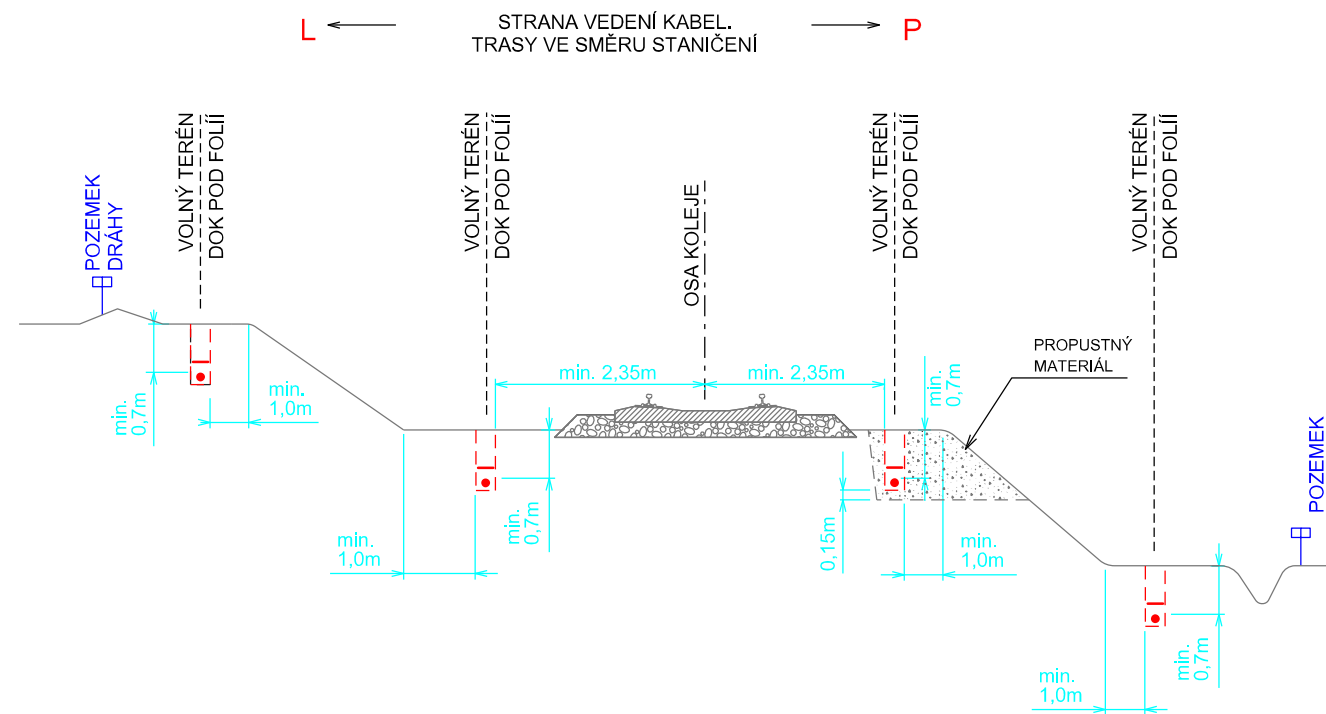 L
STRANA VEDENÍ KABEL.
TRASY VE SMĚRU STANIČENÍ
P
POZEMEK
DRÁHY
VOLNÝ TERÉN
DOK POD FOLÍÍ
VOLNÝ TERÉN
DOK POD FOLÍÍ
OSA KOLEJE
VOLNÝ TERÉN
DOK POD FOLÍÍ
VOLNÝ TERÉN
DOK POD FOLÍÍ
PROPUSTNÝ
MATERIÁL
POZEMEK
min. 2,35m
min. 2,35m
min.
0,7m
min.
0,7m
min.
1,0m
min.
1,0m
min.
0,7m
0,15m
min.
1,0m
min.
1,0m
min.
0,7m